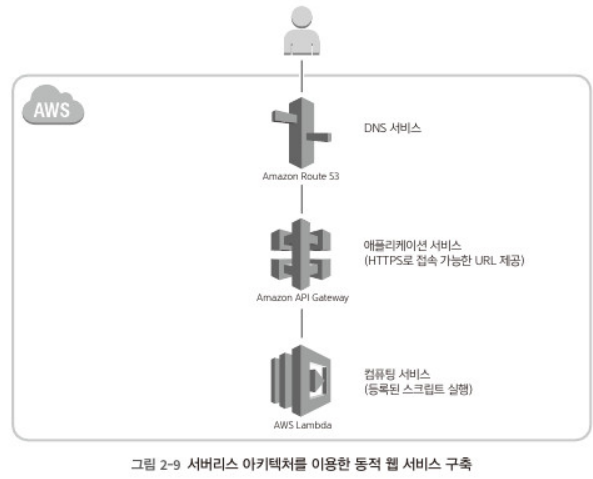 AWS
DNS 서비스
Amazon Route 53
애플리케이션 서비스
(HTTPS로 접속 가능한 URL 제공)
Amazon API Gateway
컴퓨팅 서비스
(등록된 스크립트 실행)
AWS Lambda
그림 2-9 서버리스 아키텍처를 이용한 동적 웹 서비스 구축